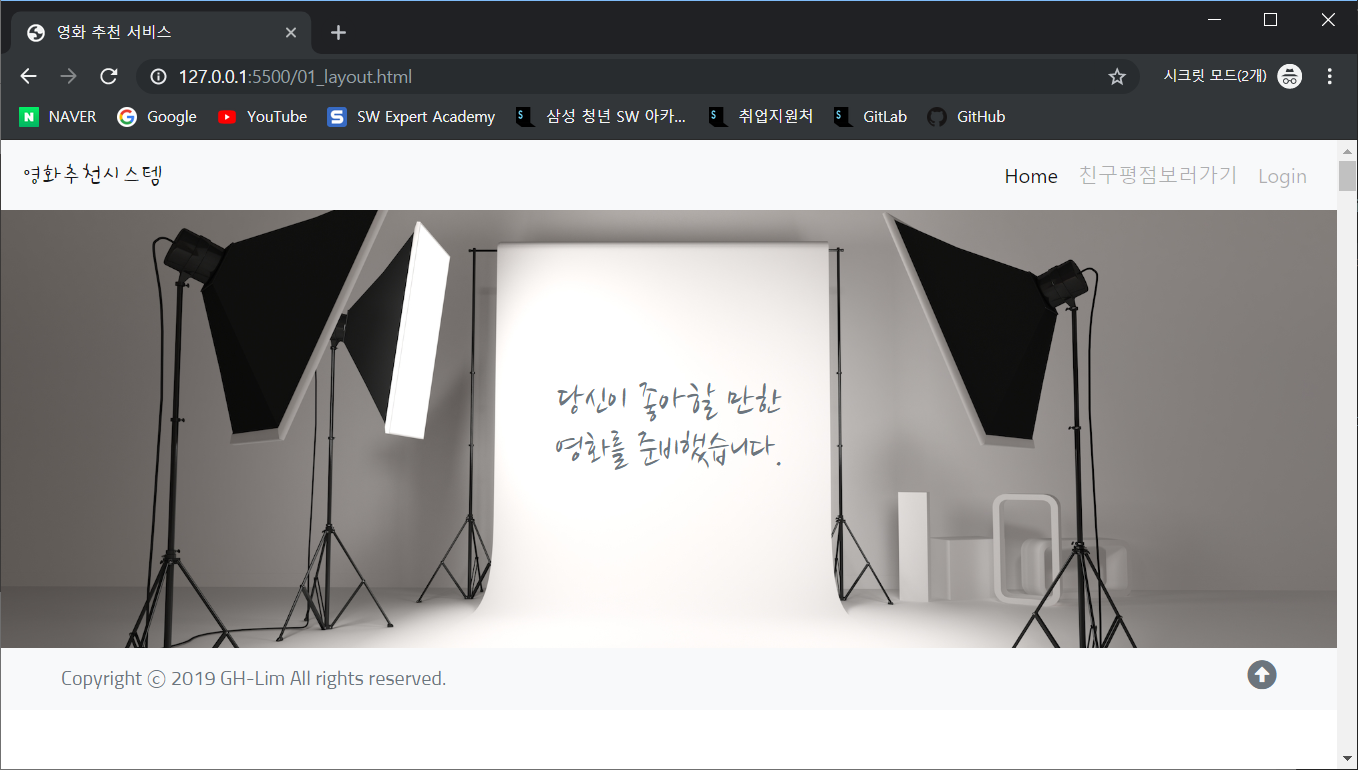 영화 추천 서비스
127.0.0.1:5500/01_layout.html
시크릿 모드(2개)
NAVER Google YouTube SW Expert Academy 삼성 청년 SW 아카... 취업지원처 GitLab GitHub
영화추천시스템 Home 친구평점보러가기 Login
당신이 좋아할 만한
영화를 준비했습니다.
Copyright ⓒ 2019 GH-Lim All rights reserved.